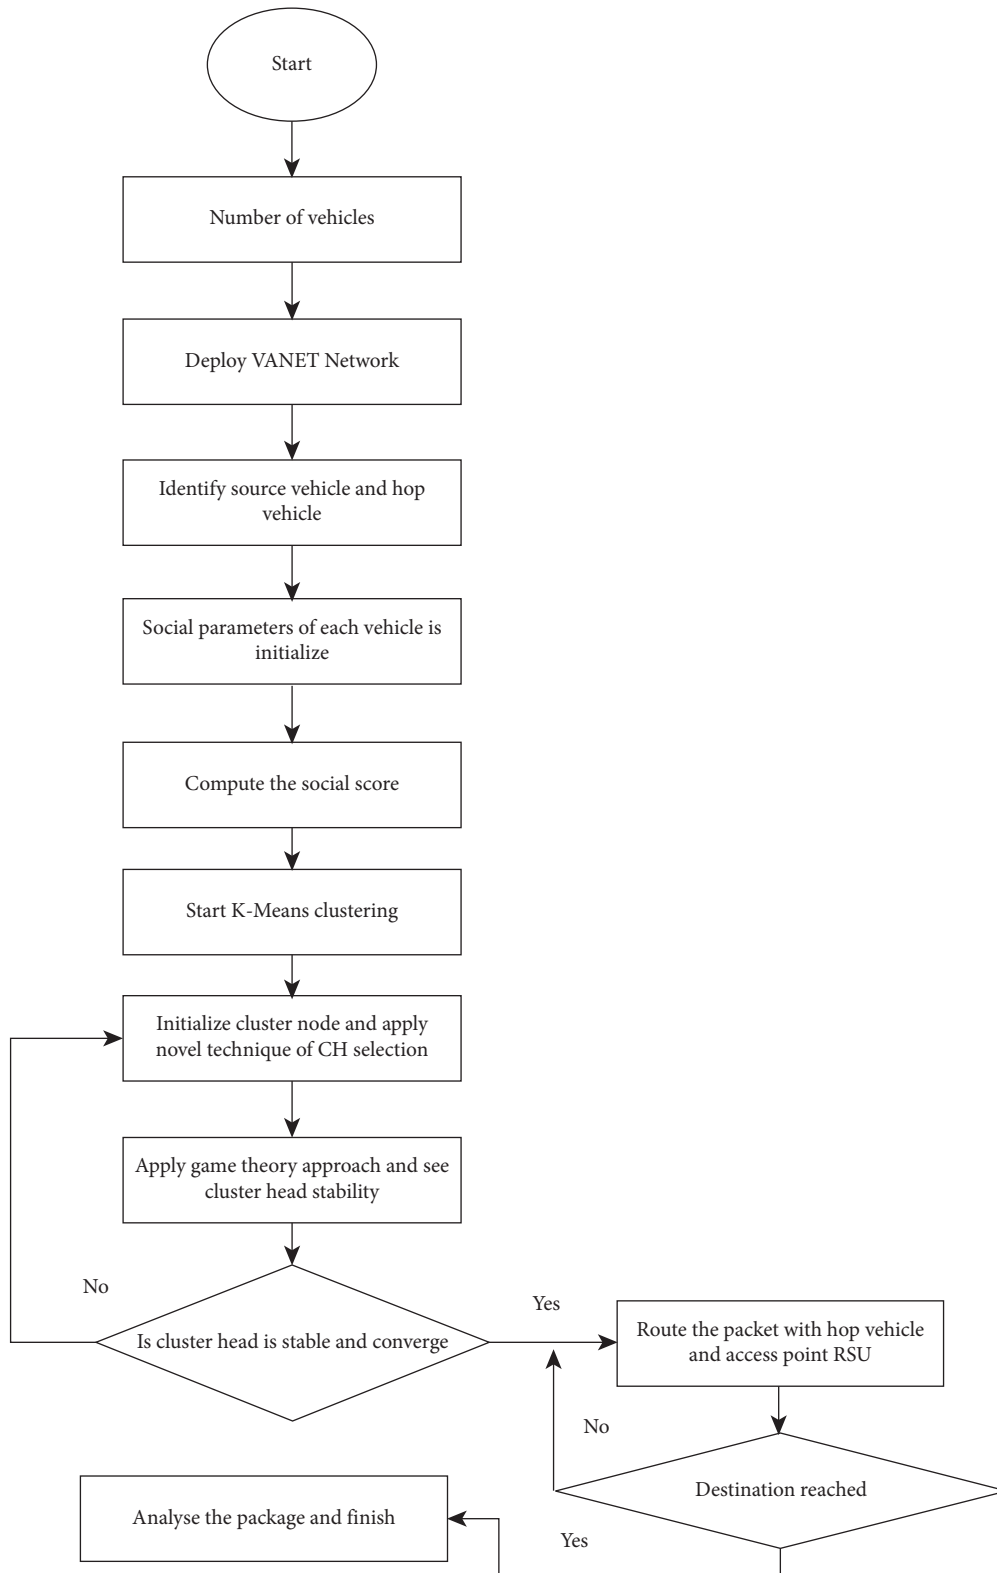 Start
Number of vehicles
Deploy VANET Network
Identify source vehicle and hop
vehicle
Social parameters of each vehicle is
initialize
Compute the social score
Start K-Means clustering
Initialize cluster node and apply
novel technique of CH selection
Apply game theory approach and see
cluster head stability
No
Is cluster head is stable and converge
Yes
Route the packet with hop vehicle
and access point RSU
No
Destination reached
Yes
Analyse the package and finish